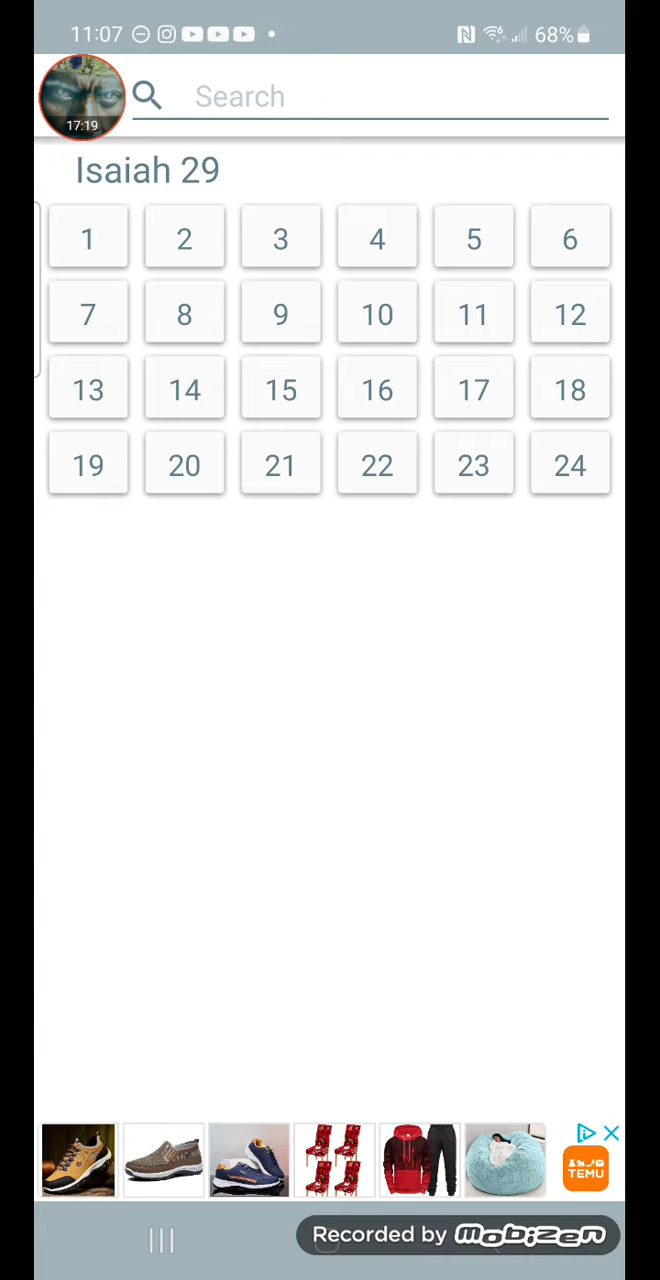 11:07 68%
17:19
Search
Isaiah 29
1 2 3 4 5 6
7 8 9 10 11 12
13 14 15 16 17 18
19 20 21 22 23 24
TEMU
Recorded by mobizen